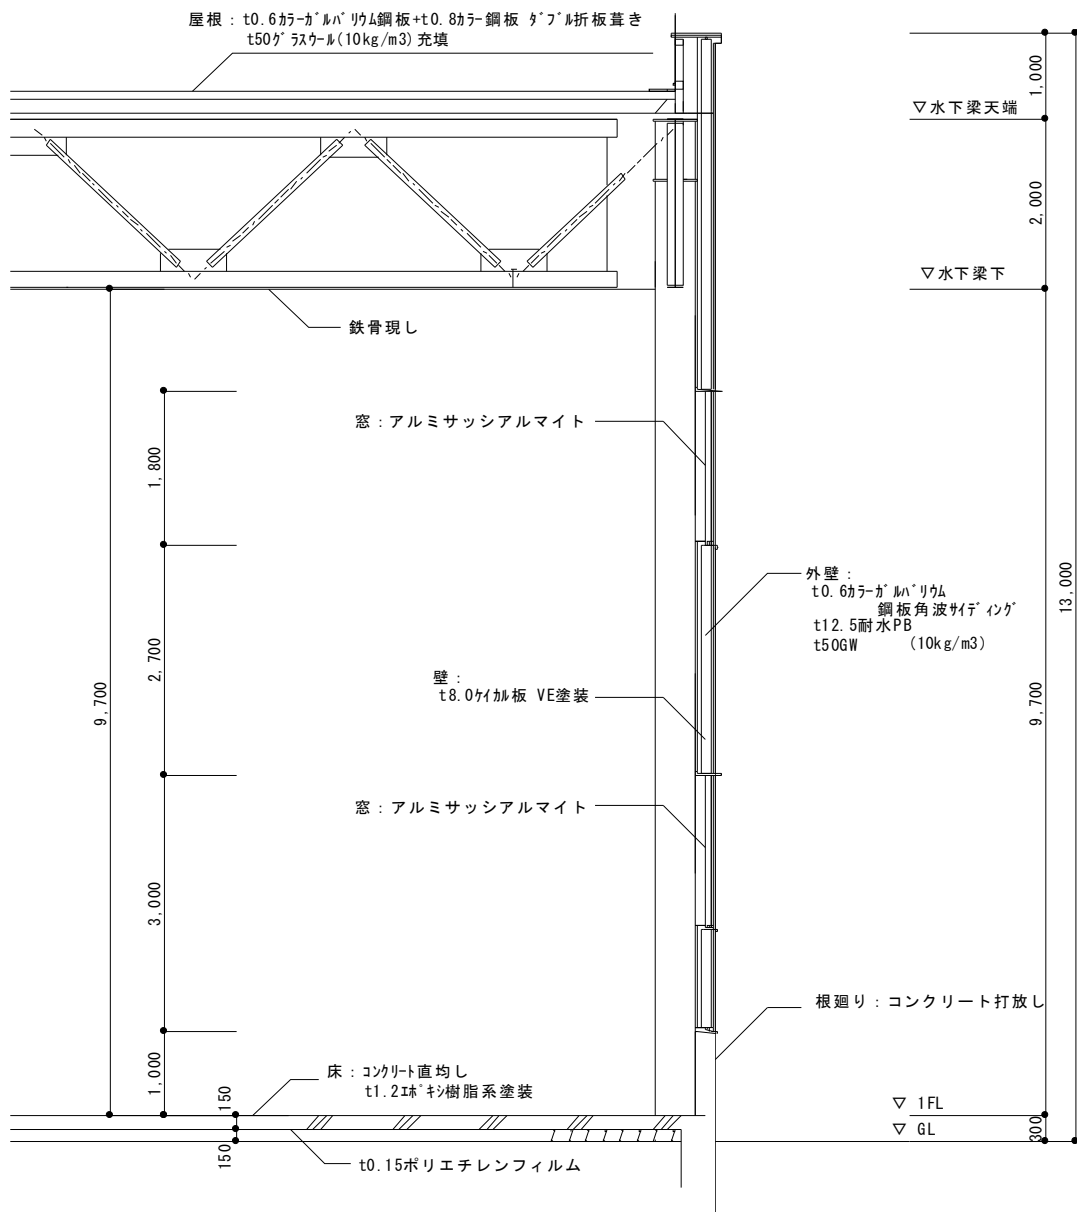 屋根：t0.6ｶﾗｰｶﾞﾙﾊﾞﾘｳﾑ鋼板+t0.8ｶﾗｰ鋼板 ﾀﾞﾌﾞﾙ折板葺き
t50ｸﾞﾗｽｳｰﾙ(10kg/m3)充填
1,000
▽水下梁天端
2,000
▽水下梁下
鉄骨現し
窓：アルミサッシアルマイト
1,800
外壁：
t0.6ｶﾗｰｶﾞﾙﾊﾞﾘｳﾑ
鋼板角波ｻｲﾃﾞｨﾝｸﾞ
t12.5耐水PB
t50GW (10kg/m3)
13,000
2,700
壁：
t8.0ｹｲｶﾙ板 VE塗装
9,700
9,700
窓：アルミサッシアルマイト
3,000
根廻り：コンクリート打放し
1,000
床：ｺﾝｸﾘｰﾄ直均し
t1.2ｴﾎﾟｷｼ樹脂系塗装
150
▽ 1FL
▽ GL
300
150
t0.15ポリエチレンフィルム